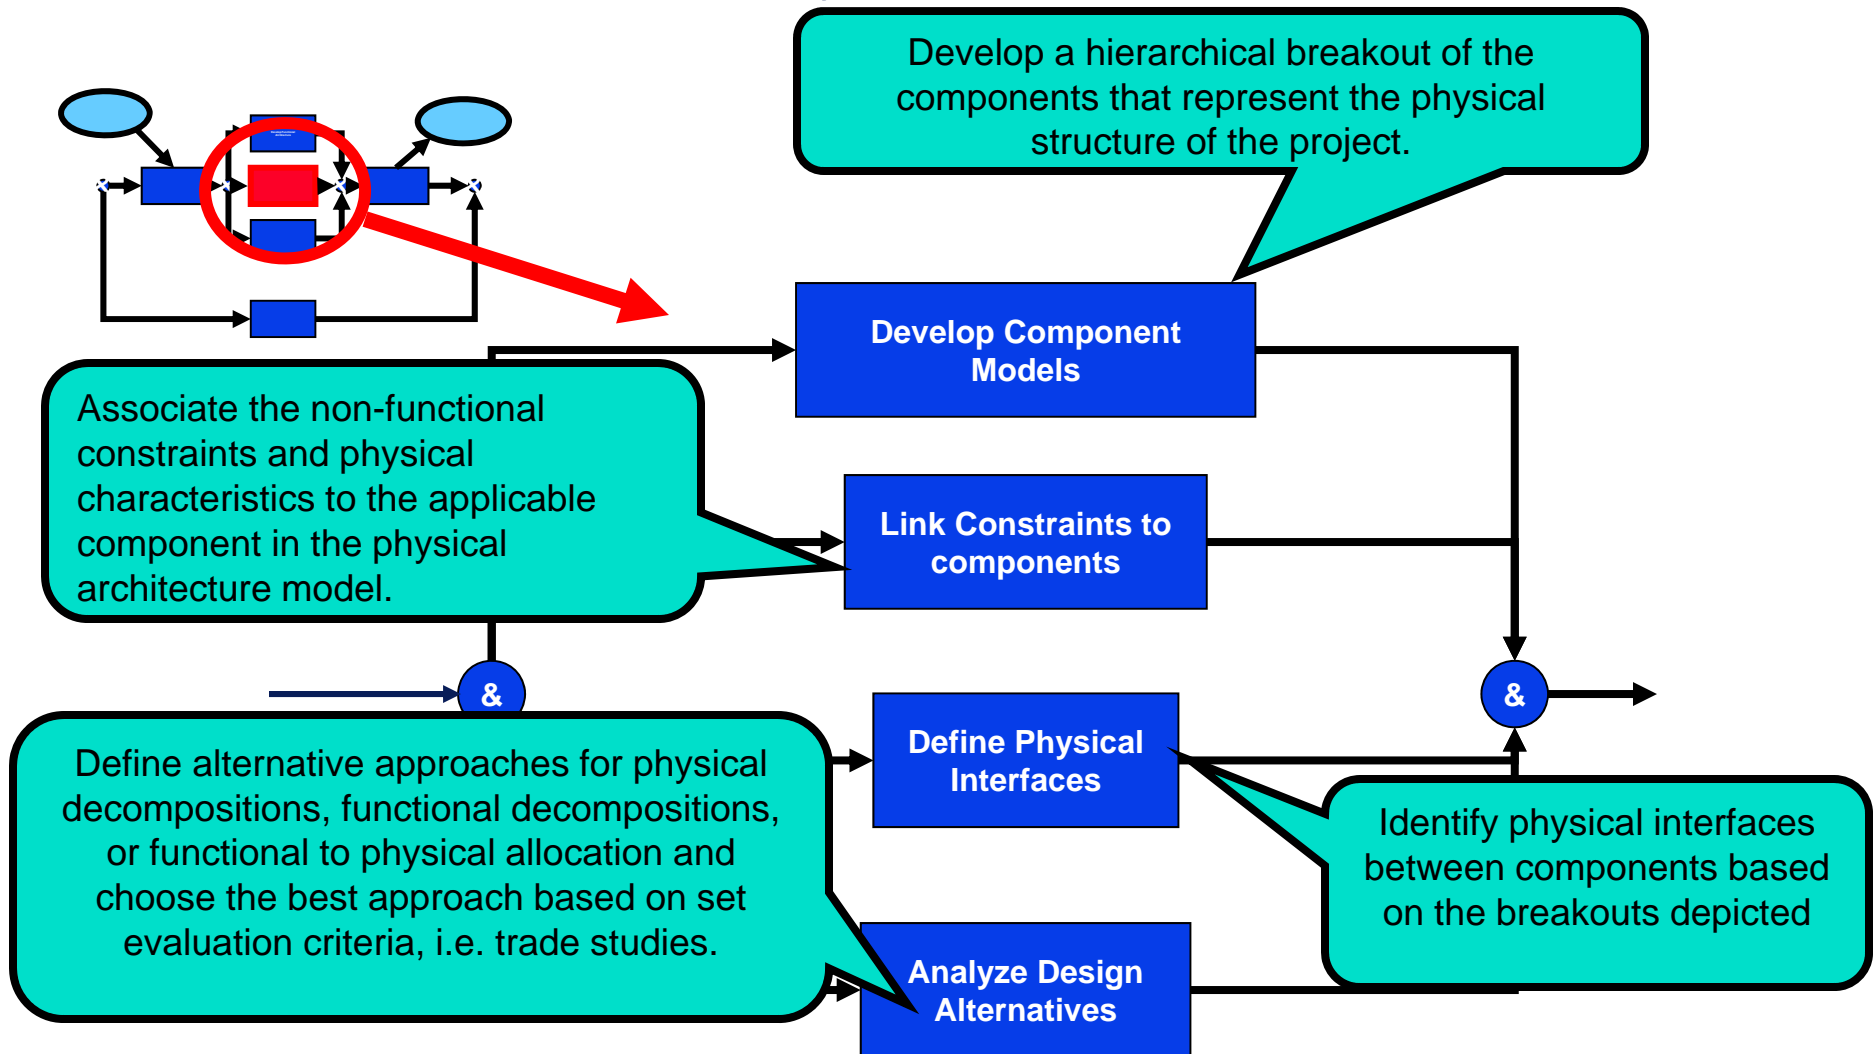 Develop a hierarchical breakout of the
components that represent the physical
structure of the project.
Develop Component
Models
Associate the non-functional
constraints and physical
characteristics to the applicable
component in the physical
architecture model.
Link Constraints to
components
&
&
Define Physical
Interfaces
Define alternative approaches for physical
decompositions, functional decompositions,
or functional to physical allocation and
choose the best approach based on set
evaluation criteria, i.e. trade studies.
Identify physical interfaces
between components based
on the breakouts depicted
Analyze Design
Alternatives